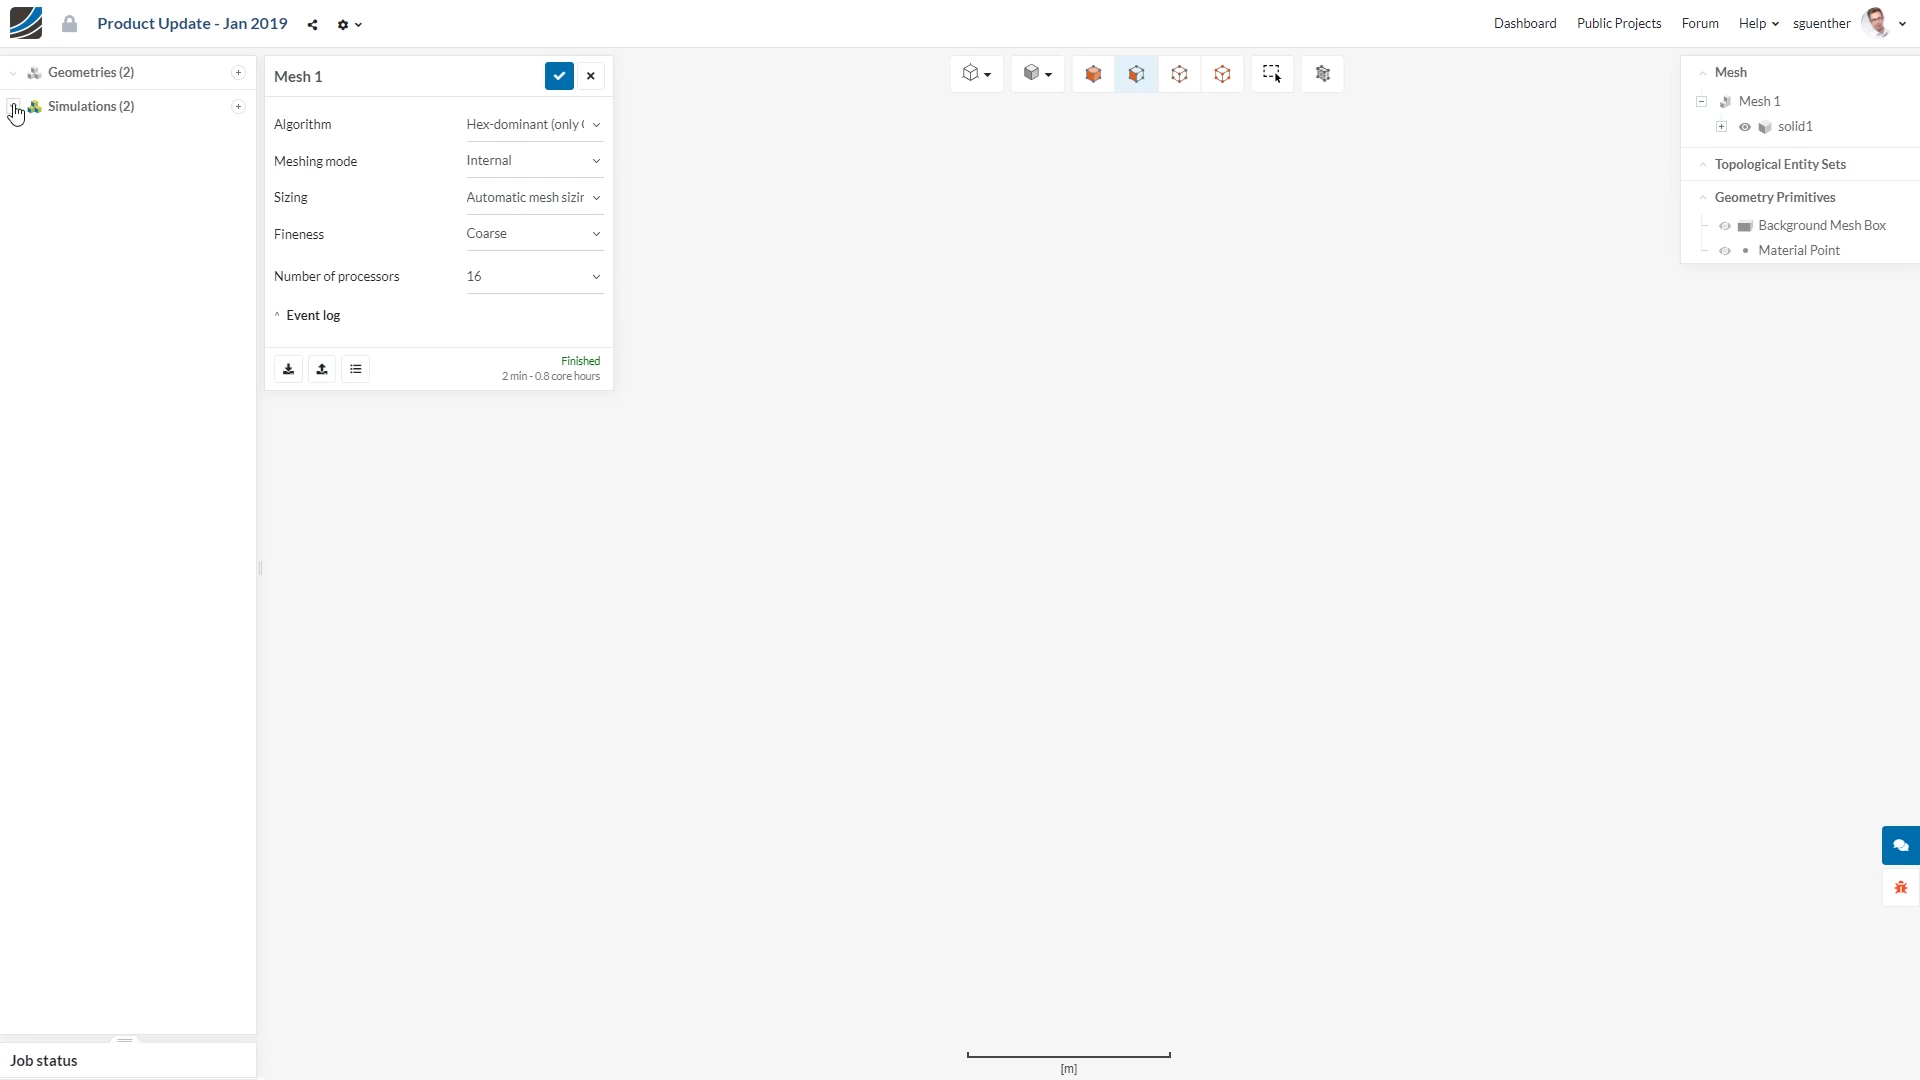 Product Update - Jan 2019
Dashboard Public Projects Forum Help sguenther
Geometries (2)
Simulations (2)
Job status
Mesh 1
Algorithm Hex-dominant (only
Meshing mode Internal
Sizing Automatic mesh sizin
Fineness Coarse
Number of processors 16
Event log
Finished
2 min - 0.8 core hours
Mesh
Mesh 1
solid1
Topological Entity Sets
Geometry Primitives
Background Mesh Box
Material Point
[m]